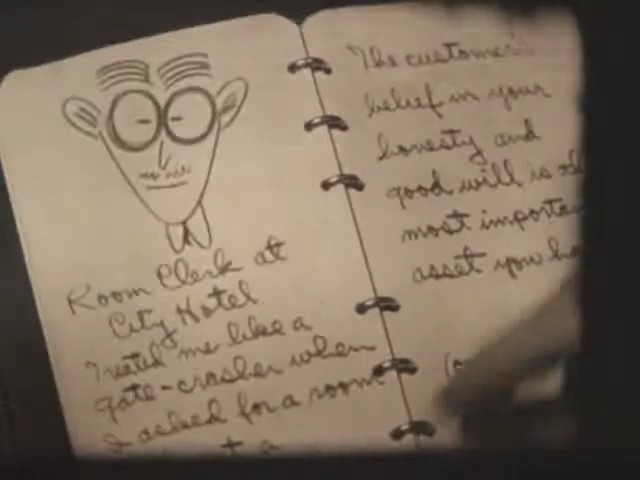 Room Clerk at
City Hotel
Treated me like a
gate-crasher when
I asked for a room
a
The customer's
belief in your
honesty and
good will is
most
asset you